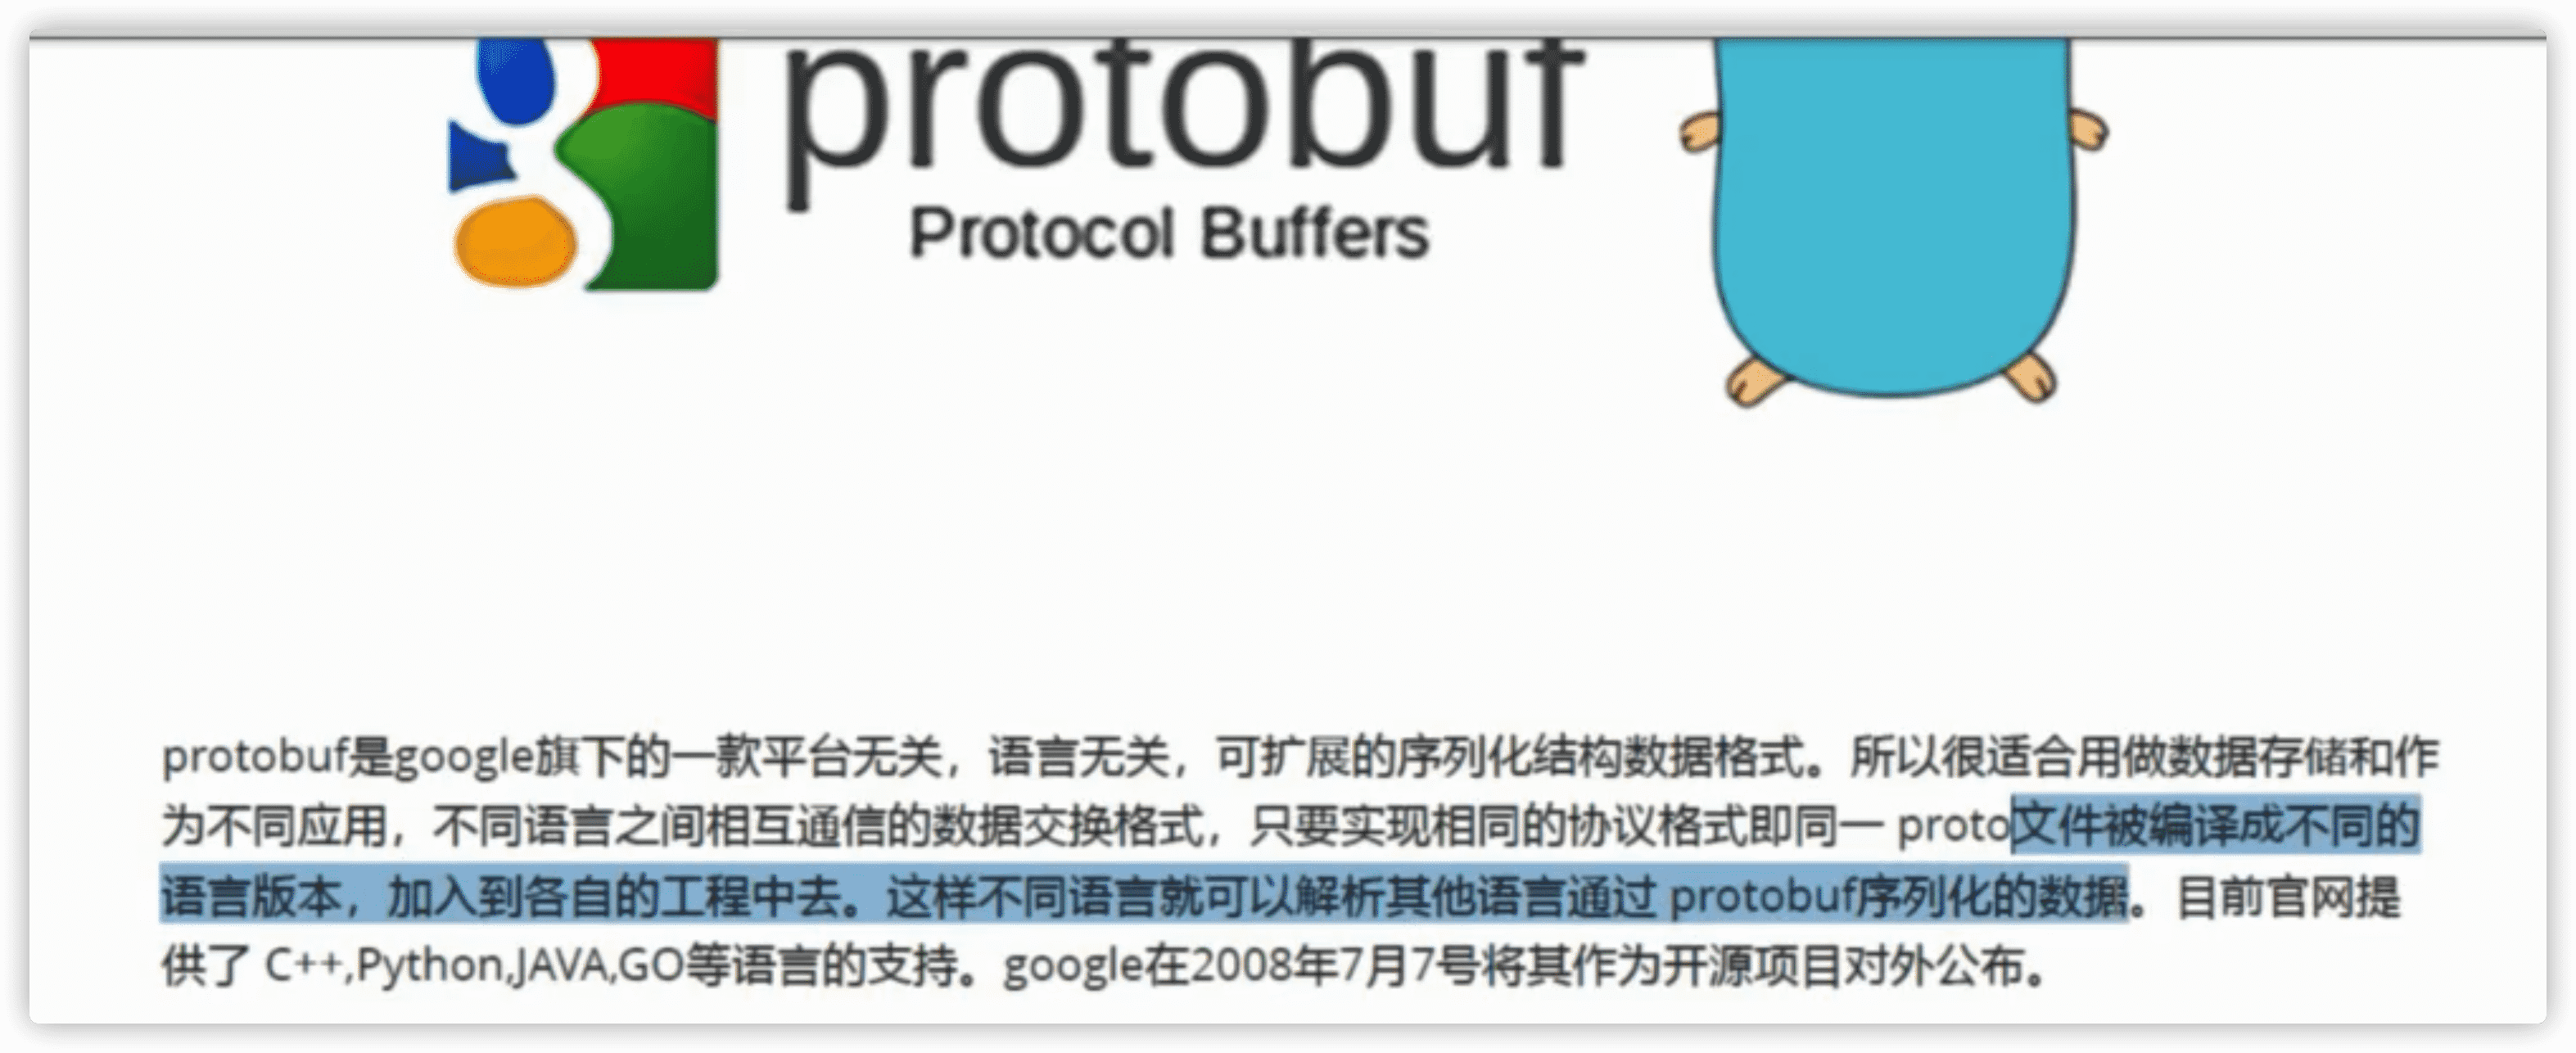 protobuf
Protocol Buffers
protobuf是google旗下的一款平台无关，语言无关，可扩展的序列化结构数据格式。所以很适合用做数据存储和作
为不同应用，不同语言之间相互通信的数据交换格式，只要实现相同的协议格式即同一 proto文件被编译成不同的
语言版本，加入到各自的工程中去。这样不同语言就可以解析其他语言通过 protobuf序列化的数据。目前官网提
供了 C++,Python,JAVA,GO等语言的支持。google在2008年7月7号将其作为开源项目对外公布。